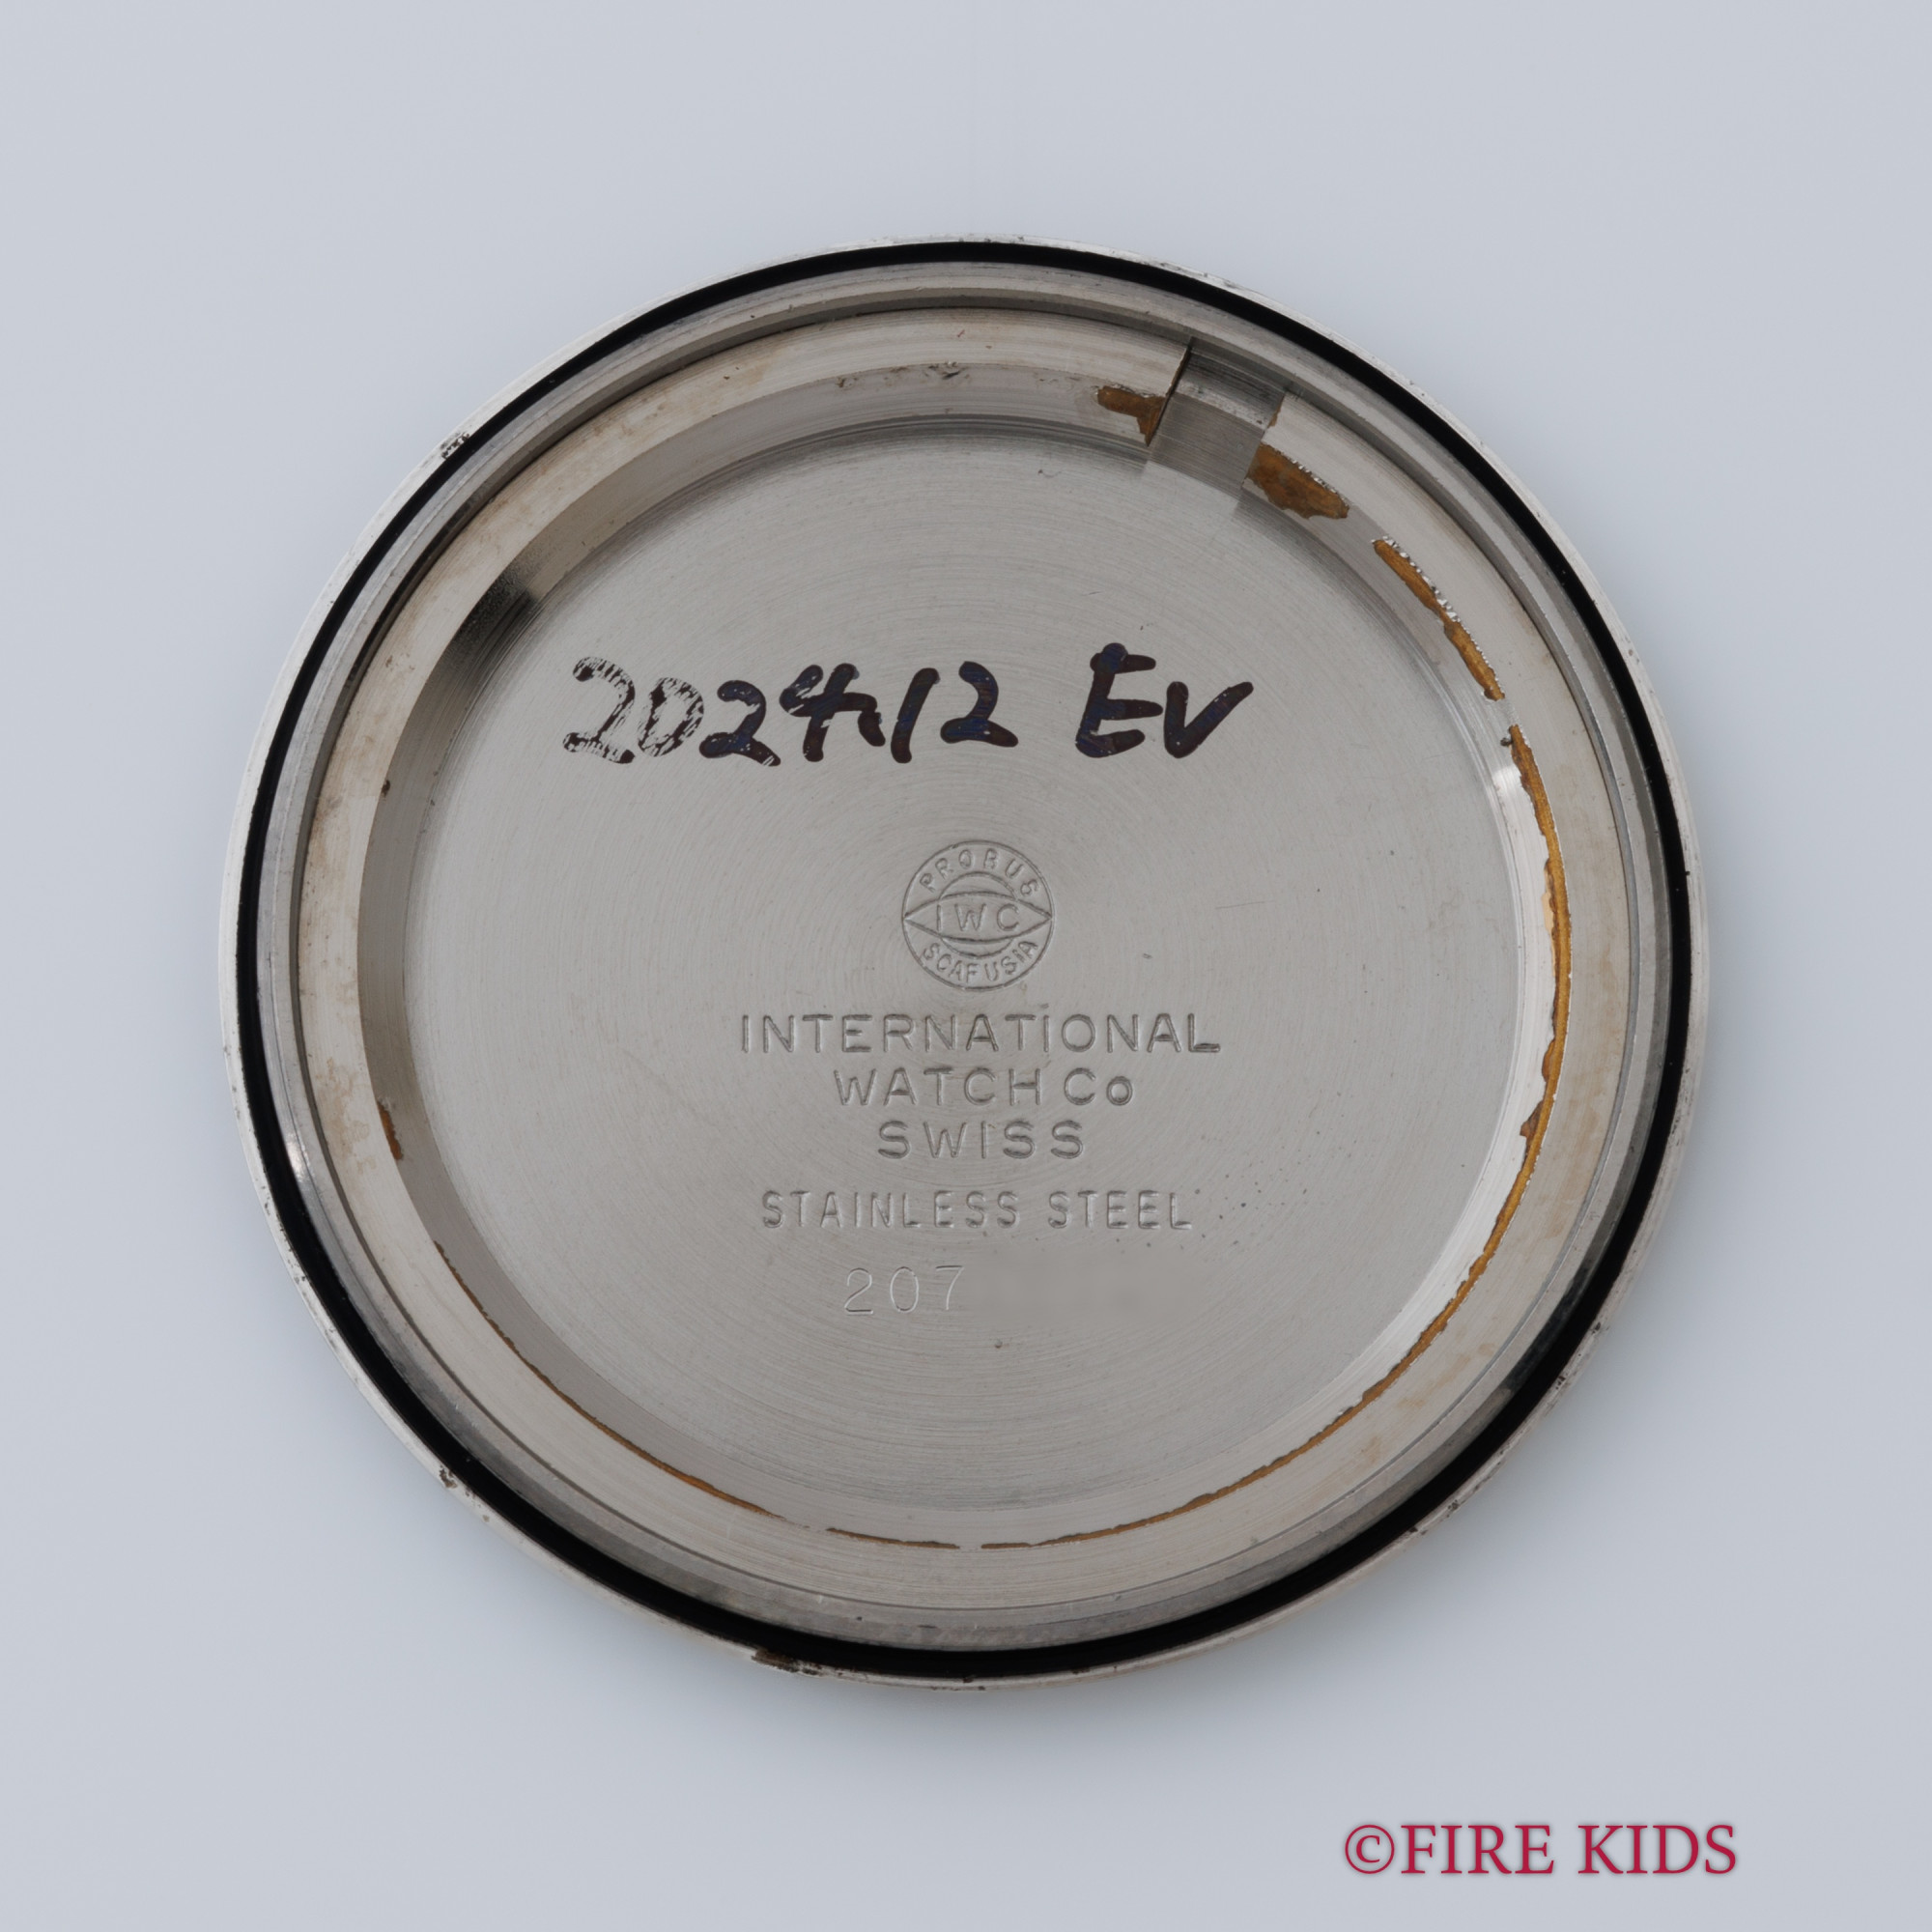 2024/12 EV
PROBUS
IWC
SCAFUSIA
INTERNATIONAL
WATCH Co
SWISS
STAINLESS STEEL
207
©FIRE KIDS